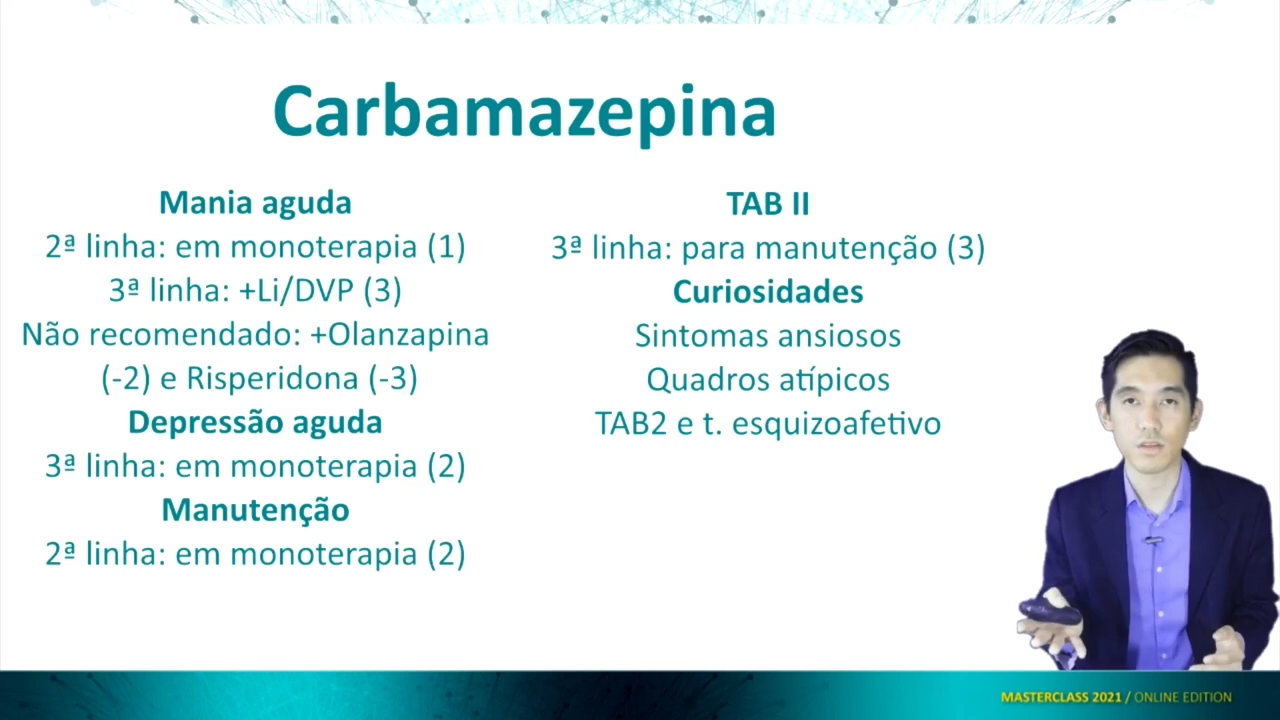 Carbamazepina
Mania aguda
2ª linha: em monoterapia (1)
3ª linha: +Li/DVP (3)
Não recomendado: +Olanzapina
(-2) e Risperidona (-3)
Depressão aguda
3ª linha: em monoterapia (2)
Manutenção
2ª linha: em monoterapia (2)
TAB II
3ª linha: para manutenção (3)
Curiosidades
Sintomas ansiosos
Quadros atípicos
TAB2 e t. esquizoafetivo
MASTERCLASS 2021 / ONLINE EDITION